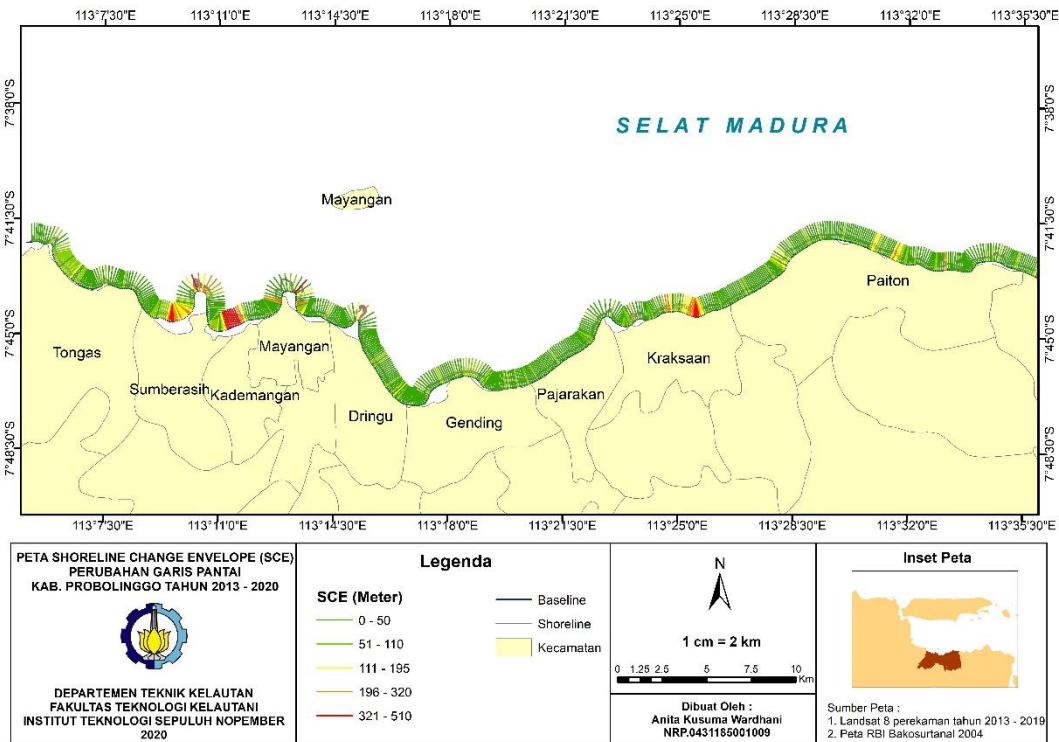 113°7'30"E 113°11'0"E 113°14'30"E 113°18'0"E 113°21'30"E 113°25'0"E 113°28'30"E 113°32'0"E 113°35'30"E
7°38'0"S
7°38'0"S
SELAT MADURA
Mayangan
7°41'30"S
7°41'30"S
Paiton
7°45'0"S
7°45'0"S
Tongas
Mayangan
Kraksaan
Sumberasih
Kademangan
Pajarakan
Dringu
Gending
7°48'30"S
7°48'30"S
113°7'30"E 113°11'0"E 113°14'30"E 113°18'0"E 113°21'30"E 113°25'0"E 113°28'30"E 113°32'0"E 113°35'30"E
PETA SHORELINE CHANGE ENVELOPE (SCE)
PERUBAHAN GARIS PANTAI
KAB. PROBOLINGGO TAHUN 2013 - 2020
DEPARTEMEN TEKNIK KELAUTAN
FAKULTAS TEKNOLOGI KELAUTANI
INSTITUT TEKNOLOGI SEPULUH NOPEMBER
2020
Legenda
SCE (Meter)
0 - 50
51 - 110
111 - 195
196 - 320
321 - 510
Baseline
Shoreline
Kecamatan
N
1 cm = 2 km
0 1.25 2.5 5 7.5 10
Km
Dibuat Oleh :
Anita Kusuma Wardhani
NRP.0431185001009
Inset Peta
Sumber Peta :
1. Landsat 8 perekaman tahun 2013 - 2019
2. Peta RBI Bakosurtanal 2004